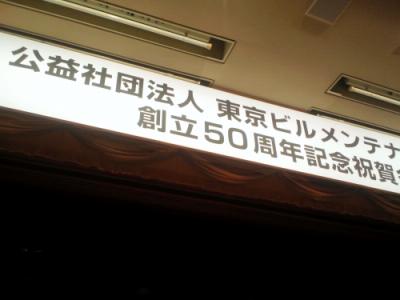 公益社団法人 東京ビルメンテナ
創立50周年記念祝賀